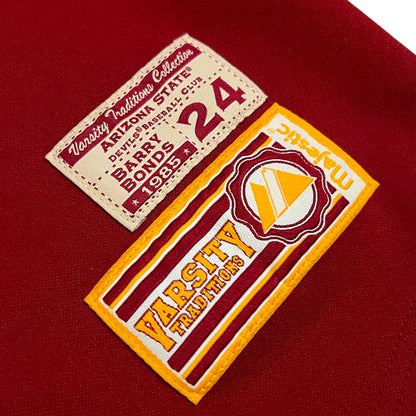 Varsity Traditions Collection
ARIZONA STATE
DEVILS BASEBALL CLUB
BARRY
BONDS
1985
24
Majestic
VARSITY
TRADITIONS